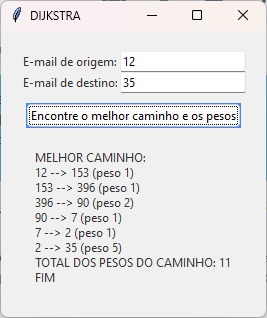 DIJKSTRA
E-mail de origem: 12
E-mail de destino: 35
Encontre o melhor caminho e os pesos
MELHOR CAMINHO:
12 --> 153 (peso 1)
153 --> 396 (peso 1)
396 --> 90 (peso 2)
90 --> 7 (peso 1)
7 --> 2 (peso 1)
2 --> 35 (peso 5)
TOTAL DOS PESOS DO CAMINHO: 11
FIM